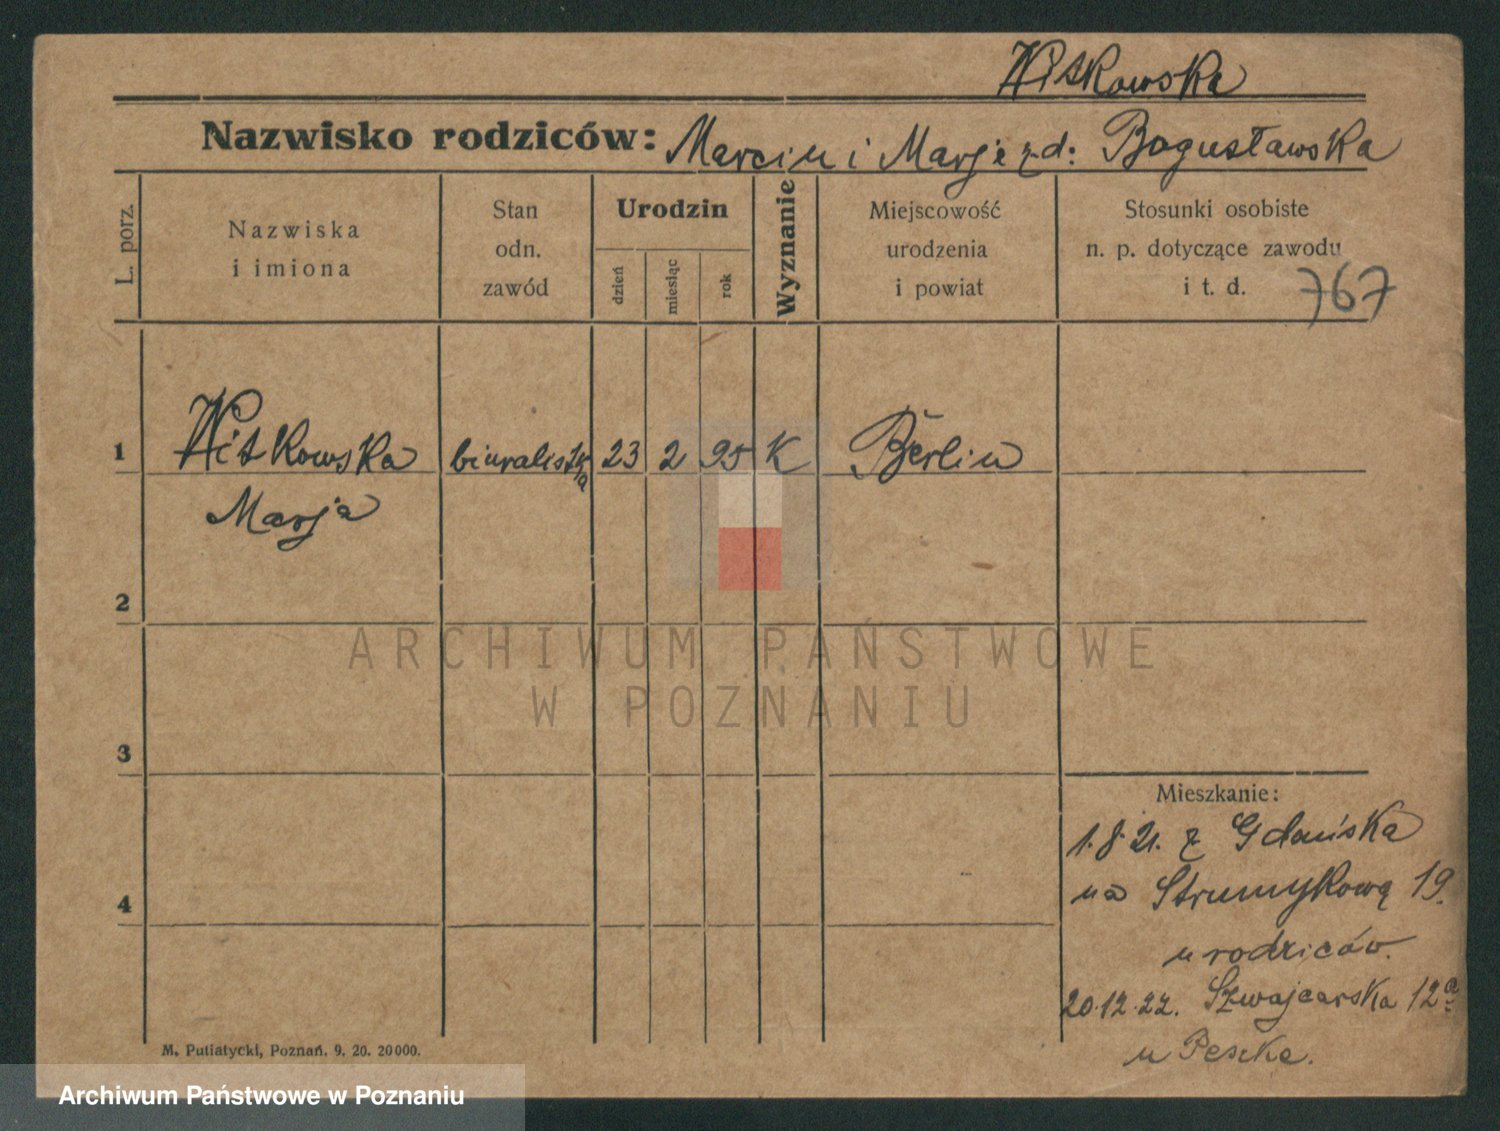 Witkowska
Nazwisko rodziców: Marcin i Marje z d: Bogusławska
L. porz.
Nazwiska
i imiona
Stan
odn.
zawód
Urodzin
dzień
miesiąc
rok
Wyznanie
Miejscowość
urodzenia
i powiat
Stosunki osobiste
n. p. dotyczące zawodu
i t. d.
767
1 Witkowska biuralistka 23 2 95 K Berlin
Marja
2
ARCHIWUM PAŃSTWOWE
W POZNANIU
3
Mieszkanie:
1.8.21. z Gdańska
na Strumykową 19.
4
u rodziców.
20.12.22. Szwajcarska 12a
u Peszka.
M. Putiatycki, Poznań. 9. 20. 20000.
Archiwum Państwowe w Poznaniu